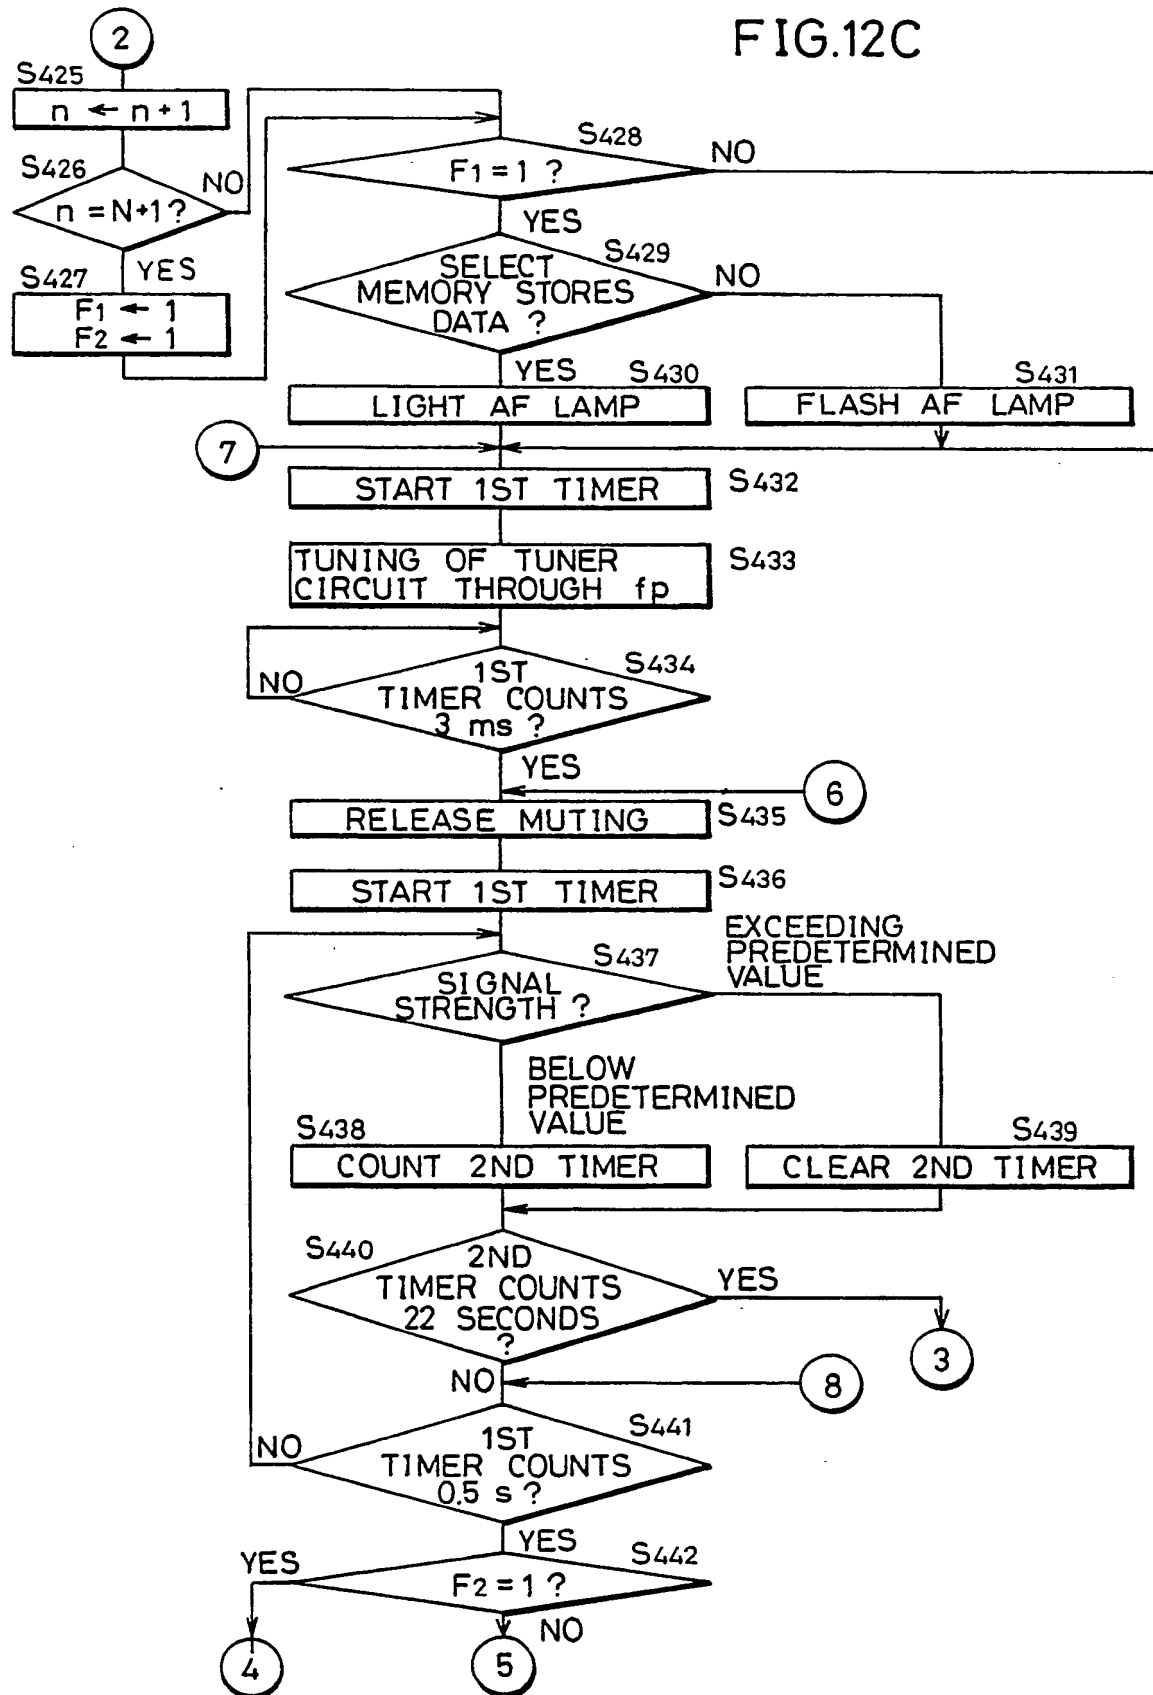 FIG.12C
2
S425
n ← n+1
S426
n = N+1 ?
NO
YES
S427
F1 ← 1
F2 ← 1
S428
F1 = 1 ?
NO
YES
S429
SELECT
MEMORY STORES
DATA ?
NO
YES
S430
LIGHT AF LAMP
S431
FLASH AF LAMP
7
START 1ST TIMER
S432
TUNING OF TUNER
CIRCUIT THROUGH fp
S433
1ST
TIMER COUNTS
3 ms ?
S434
NO
YES
6
RELEASE MUTING
S435
START 1ST TIMER
S436
S437
SIGNAL
STRENGTH ?
EXCEEDING
PREDETERMINED
VALUE
BELOW
PREDETERMINED
VALUE
S438
COUNT 2ND TIMER
S439
CLEAR 2ND TIMER
S440
2ND
TIMER COUNTS
22 SECONDS
?
YES
3
NO
8
S441
1ST
TIMER COUNTS
0.5 s ?
NO
YES
S442
F2 = 1 ?
YES
NO
4
5